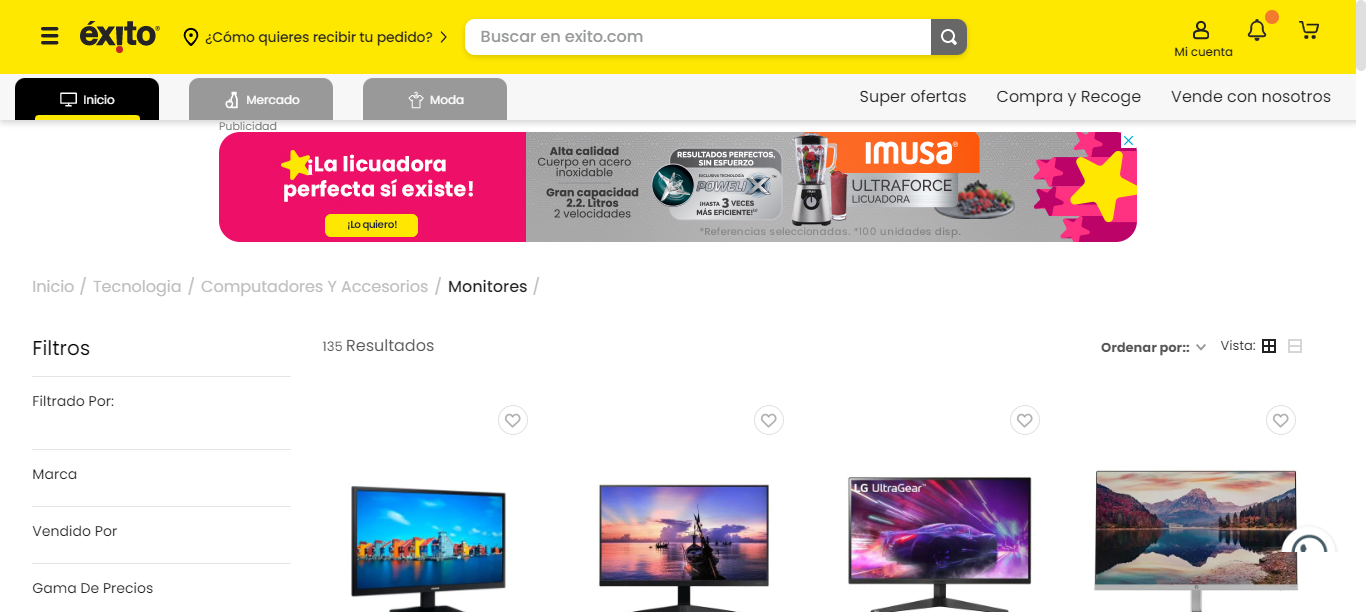 éxito
¿Cómo quieres recibir tu pedido?
Buscar en exito.com
Mi cuenta
Inicio
Mercado
Moda
Super ofertas
Compra y Recoge
Vende con nosotros
Publicidad
¡La licuadora
perfecta sí existe!
¡Lo quiero!
Alta calidad
Cuerpo en acero
inoxidable
Gran capacidad
2.2. Litros
2 velocidades
RESULTADOS PERFECTOS,
SIN ESFUERZO
EXCLUSIVA TECNOLOGÍA
POWELIX
¡HASTA 3 VECES
MÁS EFICIENTE!
IMUSA®
ULTRAFORCE
LICUADORA
*Referencias seleccionadas. *100 unidades disp.
Inicio / Tecnologia / Computadores Y Accesorios / Monitores /
Filtros
135 Resultados
Ordenar por::
Vista:
Filtrado Por:
Marca
Vendido Por
Gama De Precios
LG UltraGear™